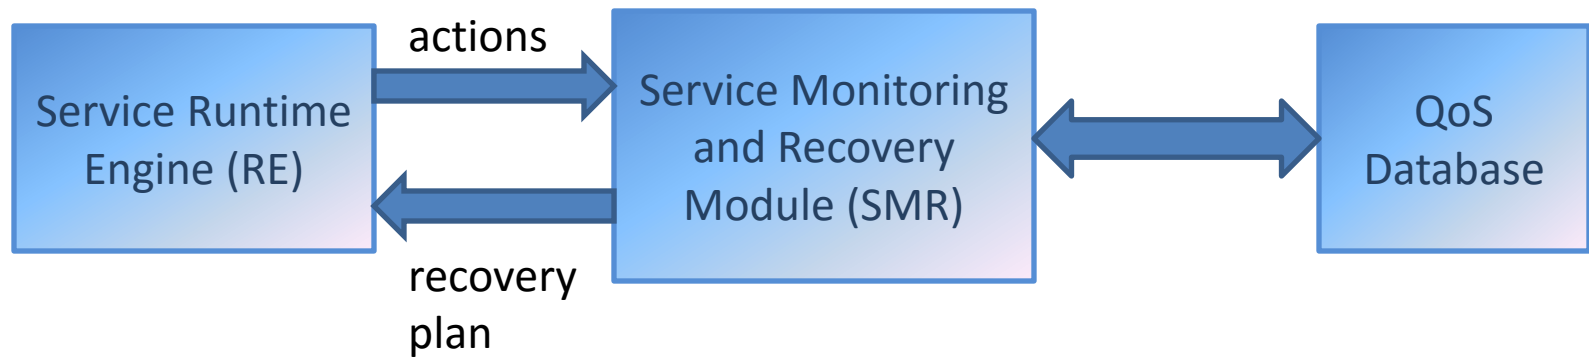 Service Runtime
Engine (RE)
actions
recovery
plan
Service Monitoring
and Recovery
Module (SMR)
QoS
Database